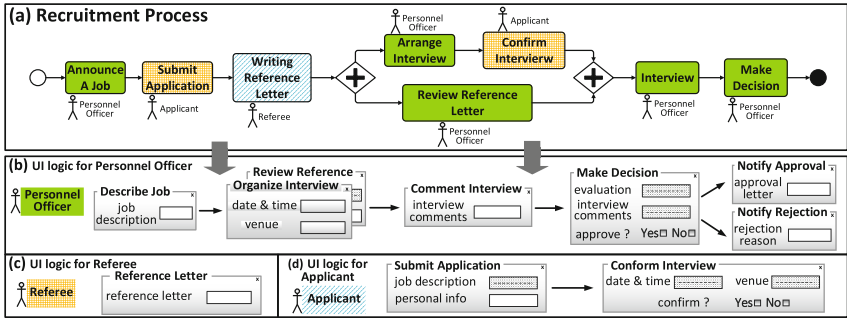 (a) Recruitment Process
Announce
A Job
Personnel
Officer
Submit
Application
Applicant
Writing
Reference
Letter
Referee
Personnel
Officer
Arrange
Interview
Applicant
Confirm
Intervierw
Review Reference
Letter
Personnel
Officer
Interview
Personnel
Officer
Make
Decision
Personnel
Officer
(b) UI logic for Personnel Officer
Personnel
Officer
Describe Job x
job
description
Review Reference x
Organize Interview x
date & time
venue
Comment Interview x
interview
comments
Make Decision x
evaluation
interview
comments
approve ? Yes No
Notify Approval x
approval
letter
Notify Rejection x
rejection
reason
(c) UI logic for Referee
Referee
Reference Letter x
reference letter
(d) UI logic for
Applicant
Applicant
Submit Application x
job description
personal info
Conform Interview x
date & time venue
confirm ? Yes No